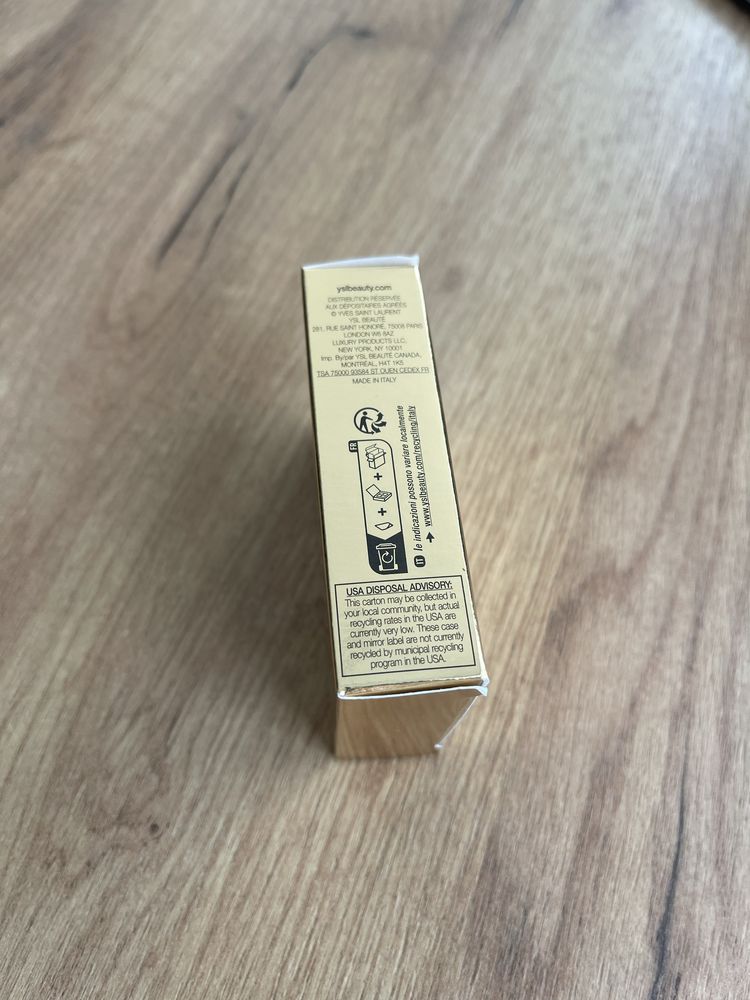 yslbeauty.com
DISTRIBUTION RÉSERVÉE
AUX DÉPOSITAIRES AGRÉÉS
© YVES SAINT LAURENT
YSL BEAUTÉ
281, RUE SAINT HONORÉ, 75008 PARIS
LONDON W6 8AZ
LUXURY PRODUCTS LLC,
NEW YORK, NY 10001
Imp. By/par YSL BEAUTÉ CANADA,
MONTRÉAL, H4T 1K5
TSA 75000 93584 ST OUEN CEDEX FR
MADE IN ITALY
FR
+
+
IT le indicazioni possono variare localmente
www.yslbeauty.com/recycling/italy
USA DISPOSAL ADVISORY:
This carton may be collected in
your local community, but actual
recycling rates in the USA are
currently very low. These case
and mirror label are not currently
recycled by municipal recycling
program in the USA.